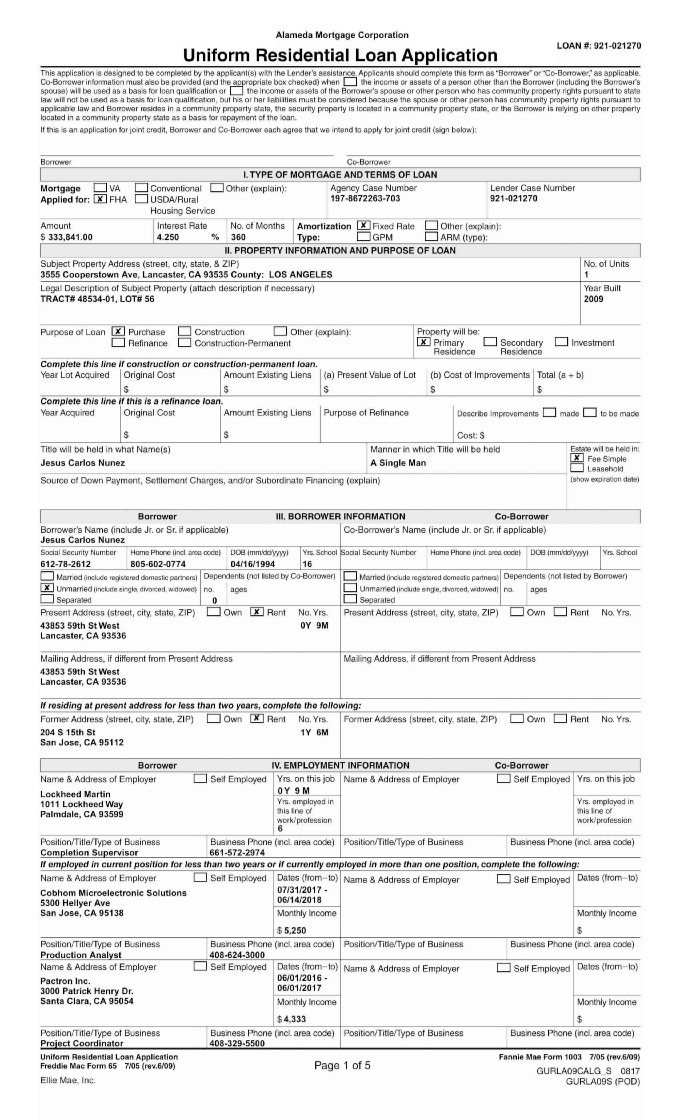 Alameda Mortgage Corporation
LOAN #: 921-021270
Uniform Residential Loan Application
This application is designed to be completed by the applicant(s) with the Lender's assistance. Applicants should complete this form as "Borrower" or "Co-Borrower," as applicable.
Co-Borrower information must also be provided (and the appropriate box checked) when the income or assets of a person other than the Borrower (including the Borrower's
spouse) will be used as a basis for loan qualification or the income or assets of the Borrower's spouse or other person who has community property rights pursuant to state
law will not be used as a basis for loan qualification, but his or her liabilities must be considered because the spouse or other person has community property rights pursuant to
applicable law and Borrower resides in a community property state, the security property is located in a community property state, or the Borrower is relying on other property
located in a community property state as a basis for repayment of the loan.
If this is an application for joint credit, Borrower and Co-Borrower each agree that we intend to apply for joint credit (sign below):
Borrower Co-Borrower
I. TYPE OF MORTGAGE AND TERMS OF LOAN
Mortgage VA Conventional Other (explain): Agency Case Number Lender Case Number
Applied for: X FHA USDA/Rural 197-8672263-703 921-021270
Housing Service
Amount Interest Rate No. of Months Amortization X Fixed Rate Other (explain):
$ 333,841.00 4.250 % 360 Type: GPM ARM (type):
II. PROPERTY INFORMATION AND PURPOSE OF LOAN
Subject Property Address (street, city, state, & ZIP) No. of Units
3555 Cooperstown Ave, Lancaster, CA 93535 County: LOS ANGELES 1
Legal Description of Subject Property (attach description if necessary) Year Built
TRACT# 48534-01, LOT# 56 2009
Purpose of Loan X Purchase Construction Other (explain): Property will be:
Refinance Construction-Permanent X Primary Residence Secondary Residence Investment
Complete this line if construction or construction-permanent loan.
Year Lot Acquired Original Cost Amount Existing Liens (a) Present Value of Lot (b) Cost of Improvements Total (a + b)
$ $ $ $ $
Complete this line if this is a refinance loan.
Year Acquired Original Cost Amount Existing Liens Purpose of Refinance Describe Improvements made to be made
$ $ Cost: $
Title will be held in what Name(s) Manner in which Title will be held Estate will be held in:
Jesus Carlos Nunez A Single Man X Fee Simple
Leasehold
Source of Down Payment, Settlement Charges, and/or Subordinate Financing (explain) (show expiration date)
Borrower III. BORROWER INFORMATION Co-Borrower
Borrower's Name (include Jr. or Sr. if applicable) Co-Borrower's Name (include Jr. or Sr. if applicable)
Jesus Carlos Nunez
Social Security Number Home Phone (incl. area code) DOB (mm/dd/yyyy) Yrs. School Social Security Number Home Phone (incl. area code) DOB (mm/dd/yyyy) Yrs. School
612-78-2612 805-602-0774 04/16/1994 16
Married (include registered domestic partners) Dependents (not listed by Co-Borrower) Married (include registered domestic partners) Dependents (not listed by Borrower)
X Unmarried (include single, divorced, widowed) no. ages Unmarried (include single, divorced, widowed) no. ages
Separated 0 Separated
Present Address (street, city, state, ZIP) Own X Rent No. Yrs. Present Address (street, city, state, ZIP) Own Rent No. Yrs.
43853 59th St West 0Y 9M
Lancaster, CA 93536
Mailing Address, if different from Present Address Mailing Address, if different from Present Address
43853 59th St West
Lancaster, CA 93536
If residing at present address for less than two years, complete the following:
Former Address (street, city, state, ZIP) Own X Rent No. Yrs. Former Address (street, city, state, ZIP) Own Rent No. Yrs.
204 S 15th St 1Y 6M
San Jose, CA 95112
Borrower IV. EMPLOYMENT INFORMATION Co-Borrower
Name & Address of Employer Self Employed Yrs. on this job Name & Address of Employer Self Employed Yrs. on this job
Lockheed Martin 0 Y 9 M
1011 Lockheed Way Yrs. employed in this line of work/profession Yrs. employed in this line of work/profession
Palmdale, CA 93599 6
Position/Title/Type of Business Business Phone (incl. area code) Position/Title/Type of Business Business Phone (incl. area code)
Completion Supervisor 661-572-2974
If employed in current position for less than two years or if currently employed in more than one position, complete the following:
Name & Address of Employer Self Employed Dates (from–to) Name & Address of Employer Self Employed Dates (from–to)
Cobhom Microelectronic Solutions 07/31/2017 -
5300 Hellyer Ave 06/14/2018
San Jose, CA 95138 Monthly Income Monthly Income
$ 5,250 $
Position/Title/Type of Business Business Phone (incl. area code) Position/Title/Type of Business Business Phone (incl. area code)
Production Analyst 408-624-3000
Name & Address of Employer Self Employed Dates (from–to) Name & Address of Employer Self Employed Dates (from–to)
Pactron Inc. 06/01/2016 -
3000 Patrick Henry Dr. 06/01/2017
Santa Clara, CA 95054 Monthly Income Monthly Income
$ 4,333 $
Position/Title/Type of Business Business Phone (incl. area code) Position/Title/Type of Business Business Phone (incl. area code)
Project Coordinator 408-329-5500
Uniform Residential Loan Application Fannie Mae Form 1003 7/05 (rev.6/09)
Freddie Mac Form 65 7/05 (rev.6/09) Page 1 of 5
GURLA09CALG_S 0817
Ellie Mae, Inc. GURLA09S (POD)